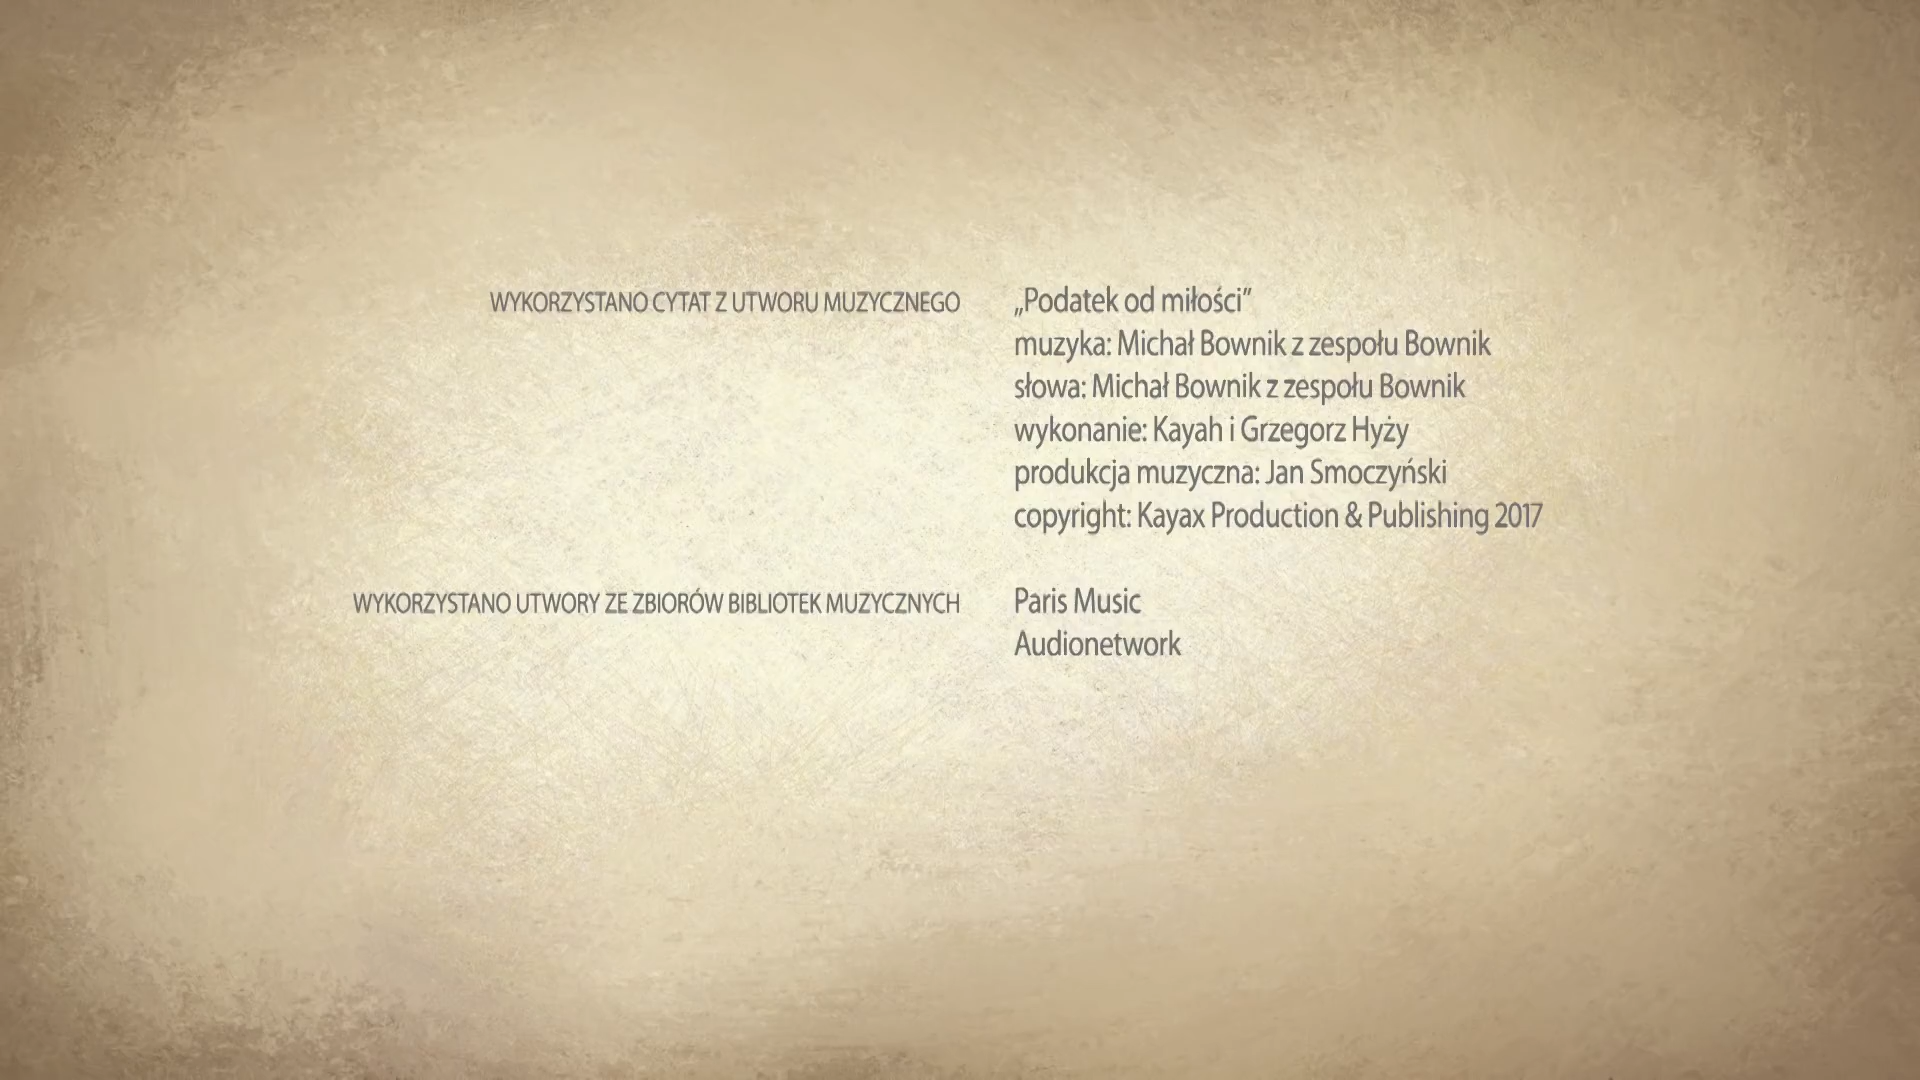 WYKORZYSTANO CYTAT Z UTWORU MUZYCZNEGO „Podatek od miłości”
muzyka: Michał Bownik z zespołu Bownik
słowa: Michał Bownik z zespołu Bownik
wykonanie: Kayah i Grzegorz Hyży
produkcja muzyczna: Jan Smoczyński
copyright: Kayax Production & Publishing 2017
WYKORZYSTANO UTWORY ZE ZBIORÓW BIBLIOTEK MUZYCZNYCH Paris Music
Audionetwork